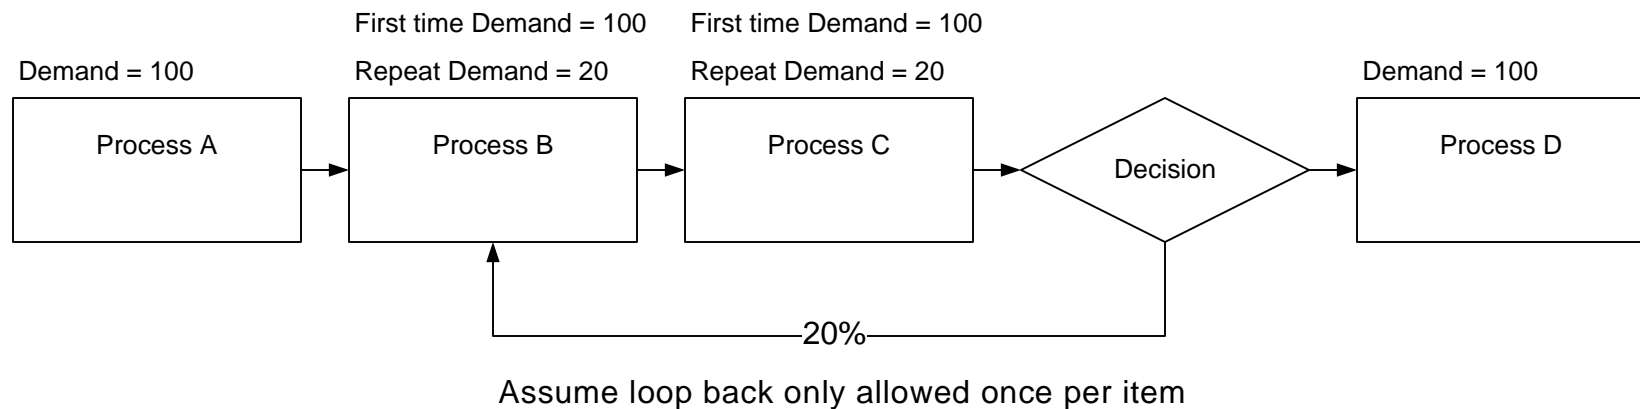 First time Demand = 100
First time Demand = 100
Demand = 100
Repeat Demand = 20
Repeat Demand = 20
Demand = 100
Process A
Process B
Process C
Decision
Process D
20%
Assume loop back only allowed once per item